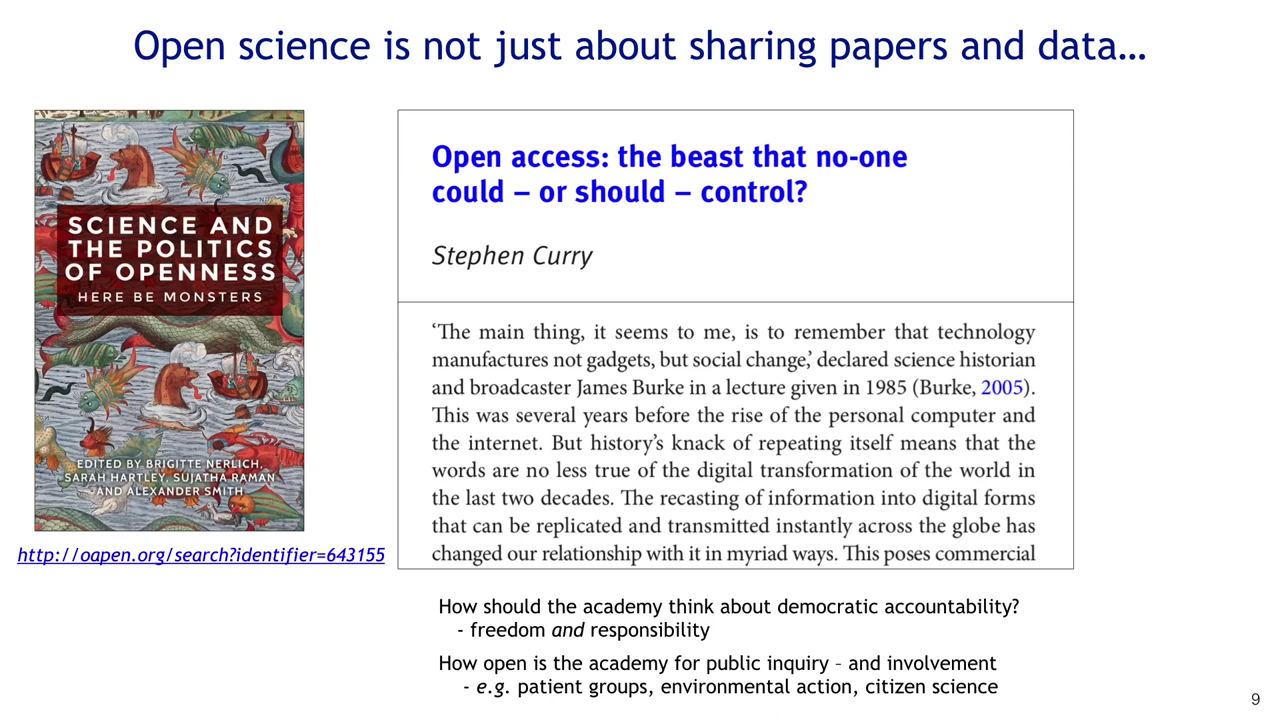 Open science is not just about sharing papers and data…
SCIENCE AND
THE POLITICS
OF OPENNESS
HERE BE MONSTERS
EDITED BY BRIGITTE NERLICH,
SARAH HARTLEY, SUJATHA RAMAN
AND ALEXANDER SMITH
http://oapen.org/search?identifier=643155
Open access: the beast that no-one
could – or should – control?
Stephen Curry
‘The main thing, it seems to me, is to remember that technology
manufactures not gadgets, but social change,’ declared science historian
and broadcaster James Burke in a lecture given in 1985 (Burke, 2005).
This was several years before the rise of the personal computer and
the internet. But history’s knack of repeating itself means that the
words are no less true of the digital transformation of the world in
the last two decades. The recasting of information into digital forms
that can be replicated and transmitted instantly across the globe has
changed our relationship with it in myriad ways. This poses commercial
How should the academy think about democratic accountability?
- freedom and responsibility
How open is the academy for public inquiry – and involvement
- e.g. patient groups, environmental action, citizen science
9